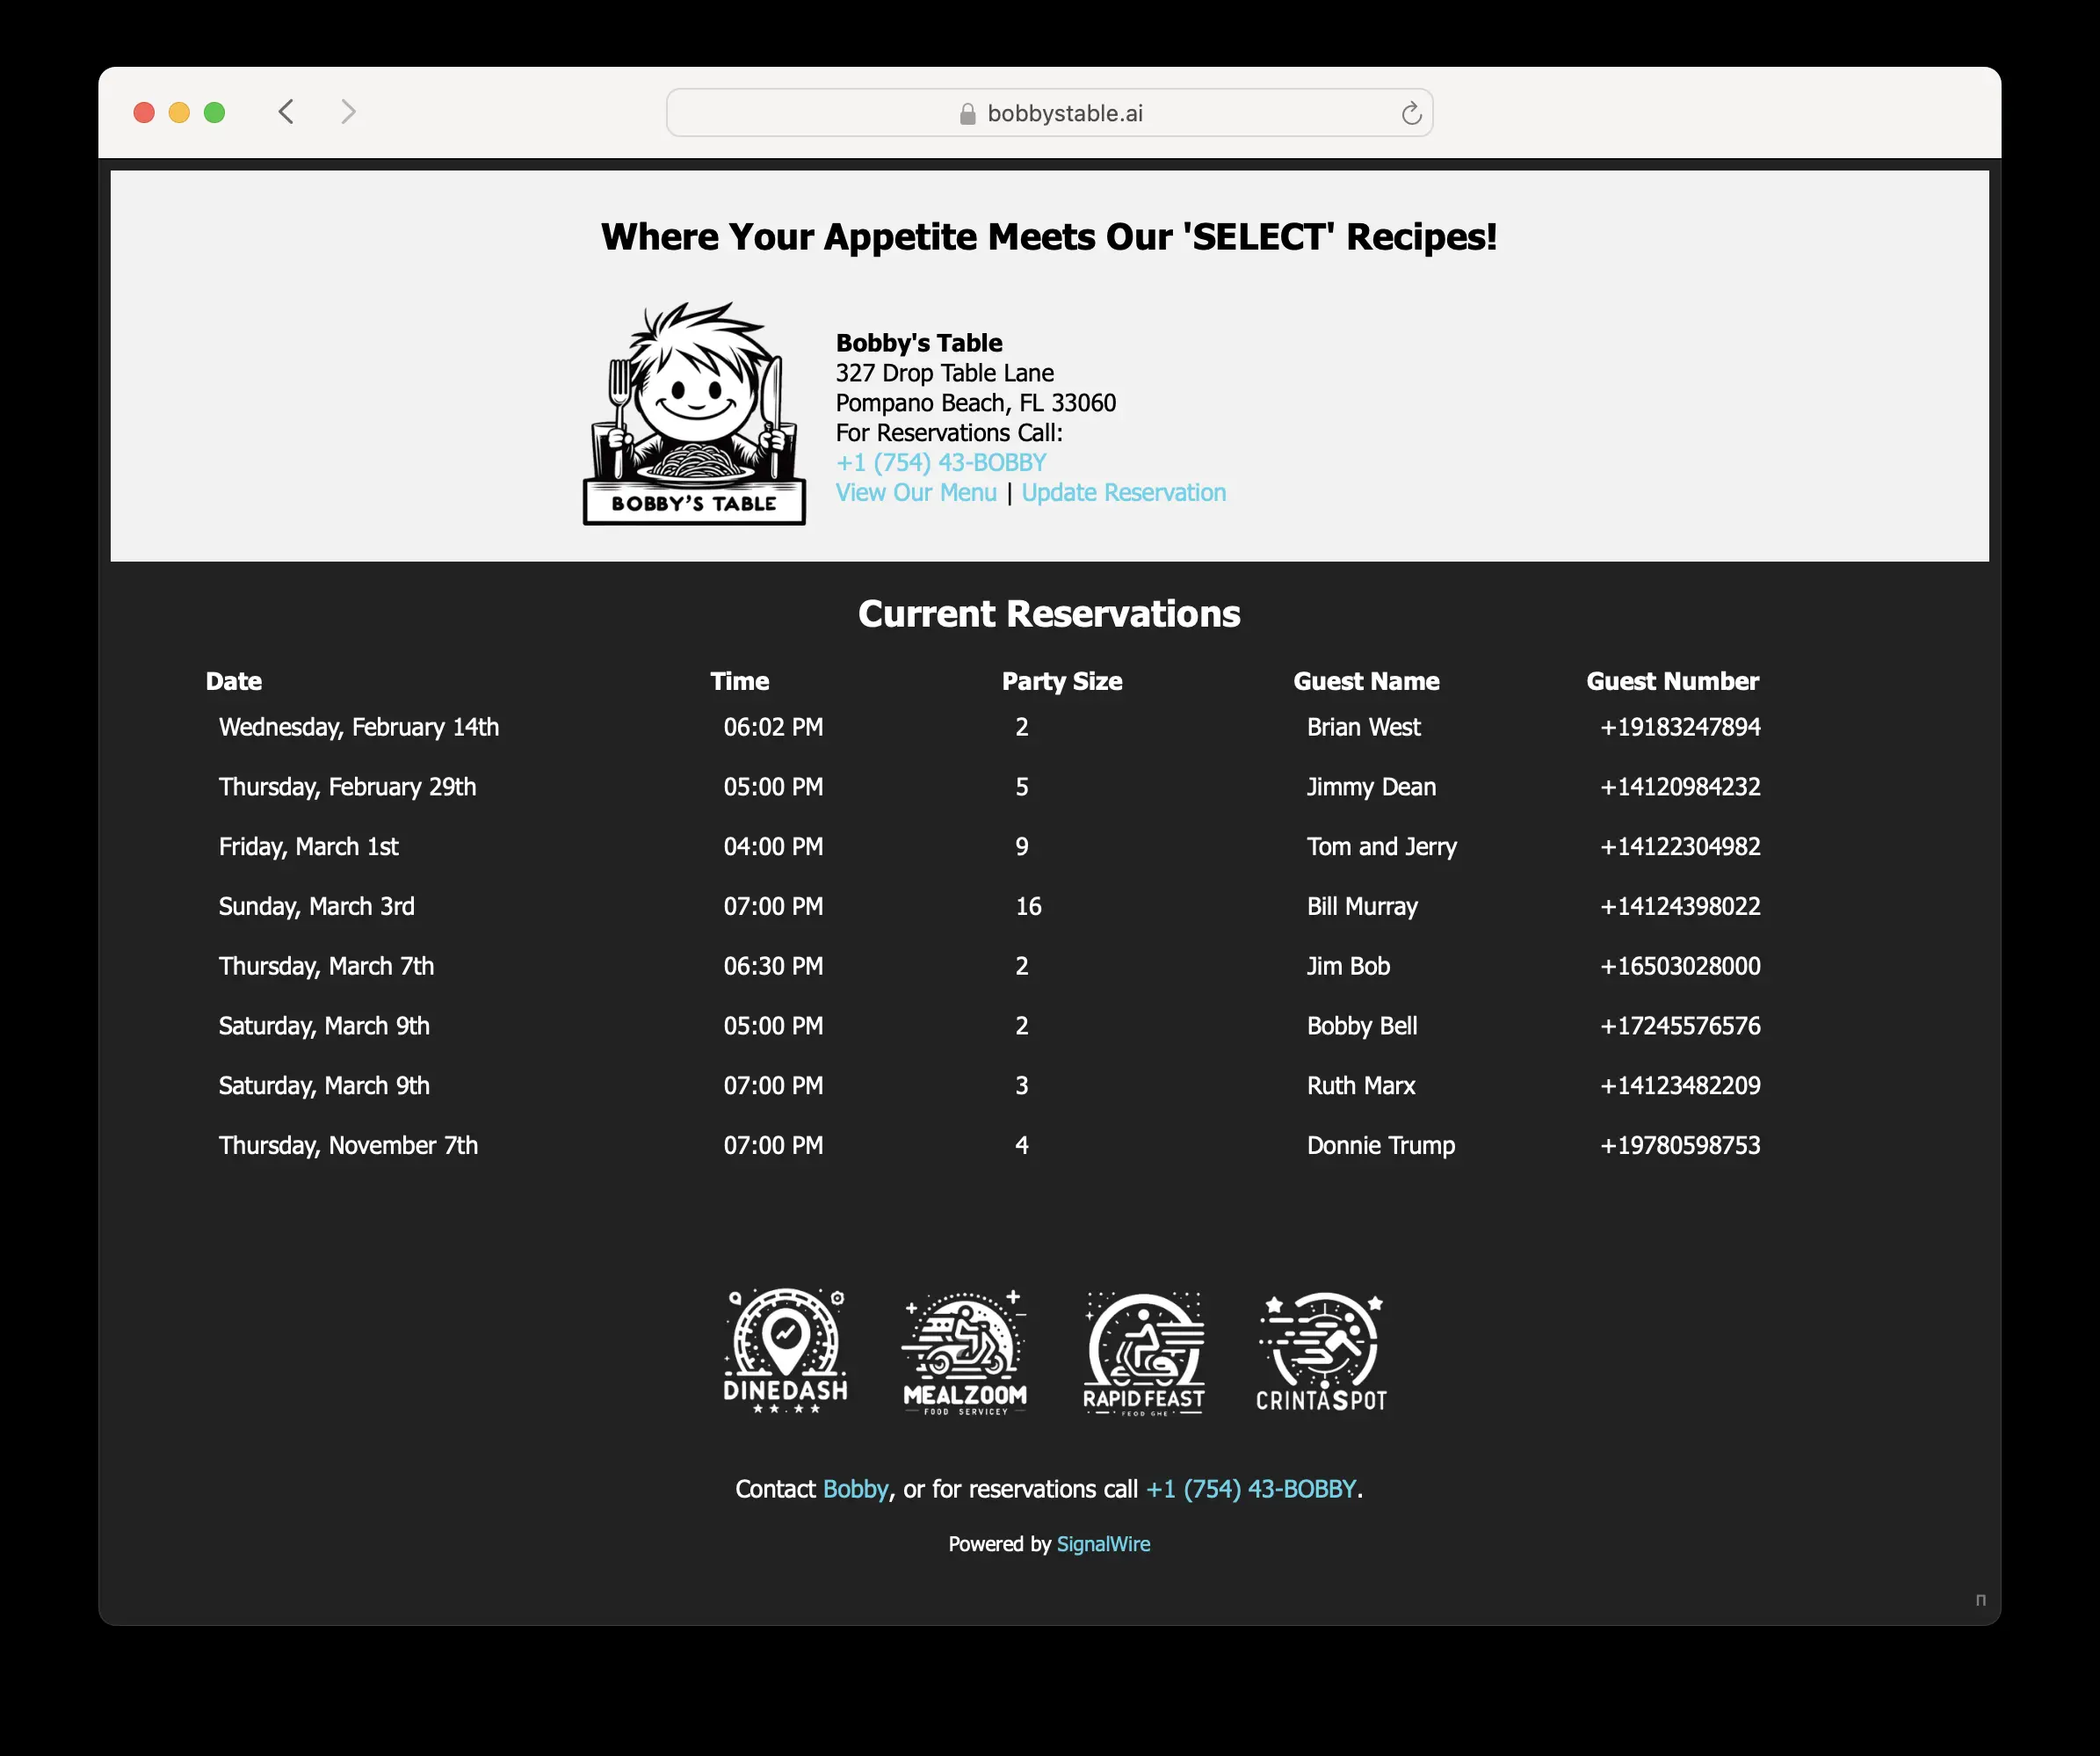 bobbystable.ai
Where Your Appetite Meets Our 'SELECT' Recipes!
BOBBY'S TABLE
Bobby's Table
327 Drop Table Lane
Pompano Beach, FL 33060
For Reservations Call:
+1 (754) 43-BOBBY
View Our Menu | Update Reservation
Current Reservations
Date Time Party Size Guest Name Guest Number
Wednesday, February 14th 06:02 PM 2 Brian West +19183247894
Thursday, February 29th 05:00 PM 5 Jimmy Dean +14120984232
Friday, March 1st 04:00 PM 9 Tom and Jerry +14122304982
Sunday, March 3rd 07:00 PM 16 Bill Murray +14124398022
Thursday, March 7th 06:30 PM 2 Jim Bob +16503028000
Saturday, March 9th 05:00 PM 2 Bobby Bell +17245576576
Saturday, March 9th 07:00 PM 3 Ruth Marx +14123482209
Thursday, November 7th 07:00 PM 4 Donnie Trump +19780598753
DINEDASH MEALZOOM RAPID FEAST CRINTASPOT
FOOD SERVICEY
Contact Bobby, or for reservations call +1 (754) 43-BOBBY.
Powered by SignalWire
П